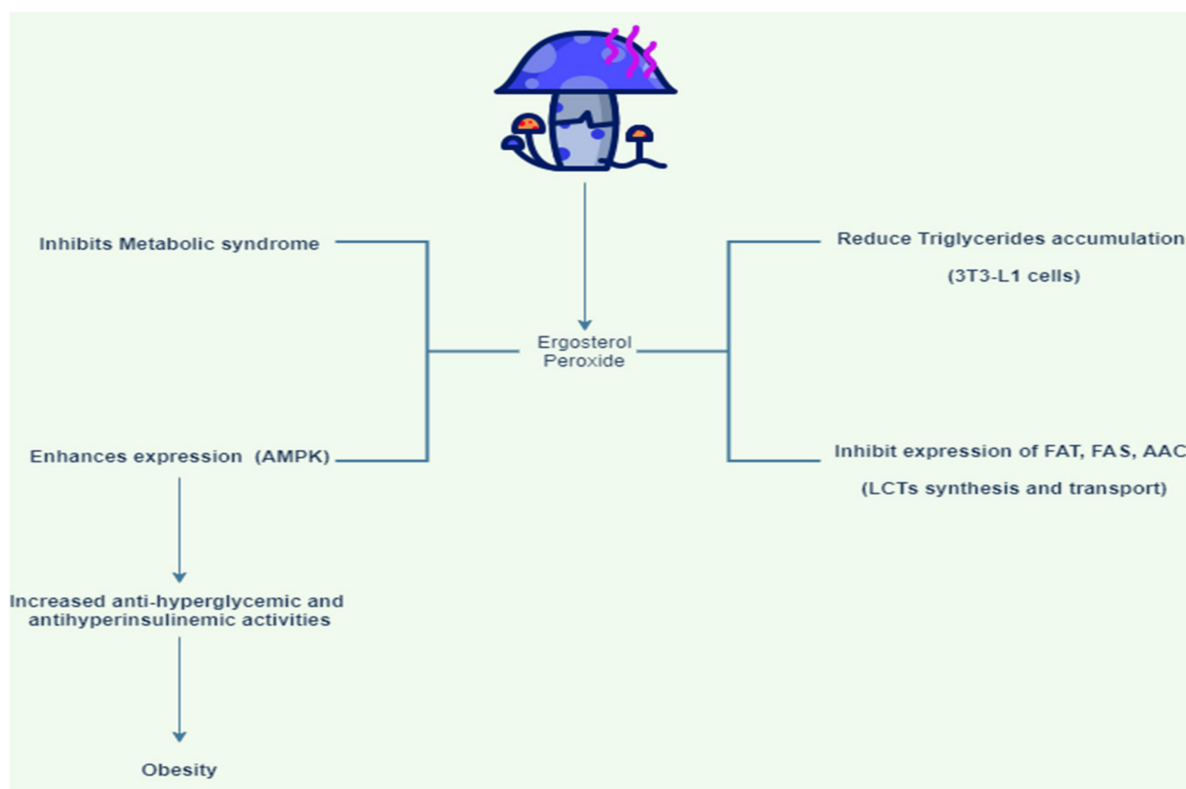 Inhibits Metabolic syndrome
Reduce Triglycerides accumulation
(3T3-L1 cells)
Ergosterol
Peroxide
Enhances expression (AMPK)
Inhibit expression of FAT, FAS, AAC
(LCTs synthesis and transport)
Increased anti-hyperglycemic and
antihyperinsulinemic activities
Obesity